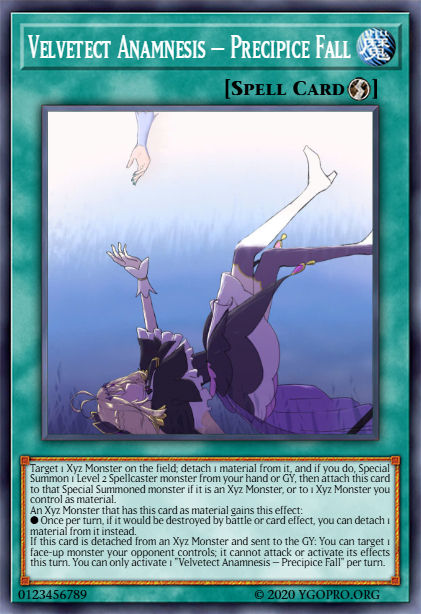 Velvetect Anamnesis – Precipice Fall 魔
[Spell Card]
Target 1 Xyz Monster on the field; detach 1 material from it, and if you do, Special
Summon 1 Level 2 Spellcaster monster from your hand or GY, then attach this card
to that Special Summoned monster if it is an Xyz Monster, or to 1 Xyz Monster you
control as material.
An Xyz Monster that has this card as material gains this effect:
● Once per turn, if it would be destroyed by battle or card effect, you can detach 1
material from it instead.
If this card is detached from an Xyz Monster and sent to the GY: You can target 1
face-up monster your opponent controls; it cannot attack or activate its effects
this turn. You can only activate 1 "Velvetect Anamnesis – Precipice Fall" per turn.
0123456789 © 2020 YGOPRO.ORG